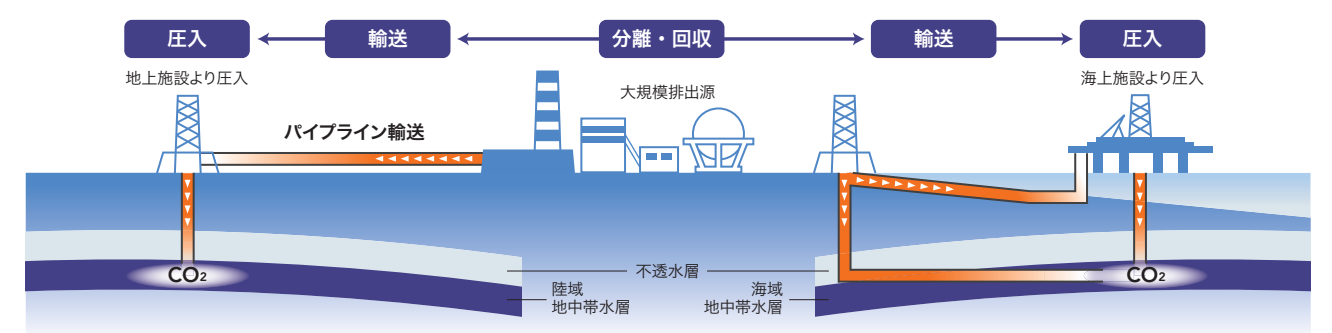 圧入
輸送
分離・回収
輸送
圧入
地上施設より圧入
大規模排出源
海上施設より圧入
パイプライン輸送
CO₂
不透水層
CO₂
陸域
地中帯水層
海域
地中帯水層